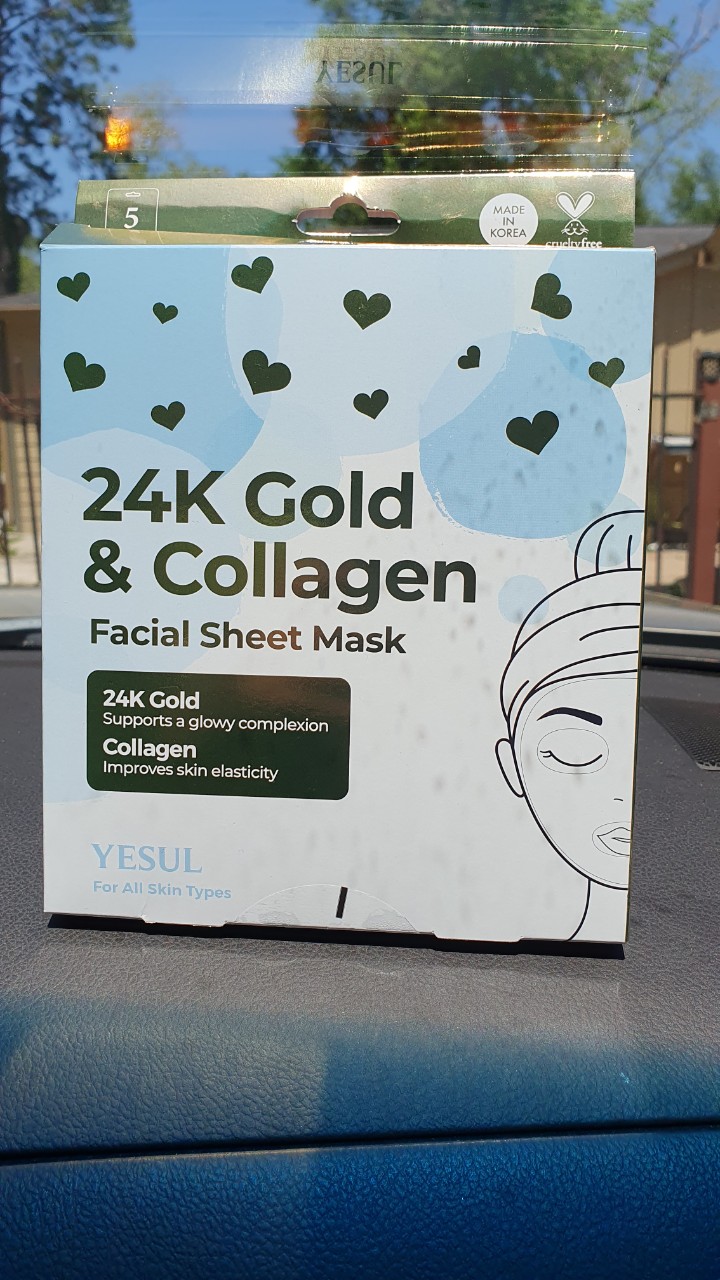 YESUL
5
MADE
IN
KOREA
cruelty free
24K Gold
& Collagen
Facial Sheet Mask
24K Gold
Supports a glowy complexion
Collagen
Improves skin elasticity
YESUL
For All Skin Types